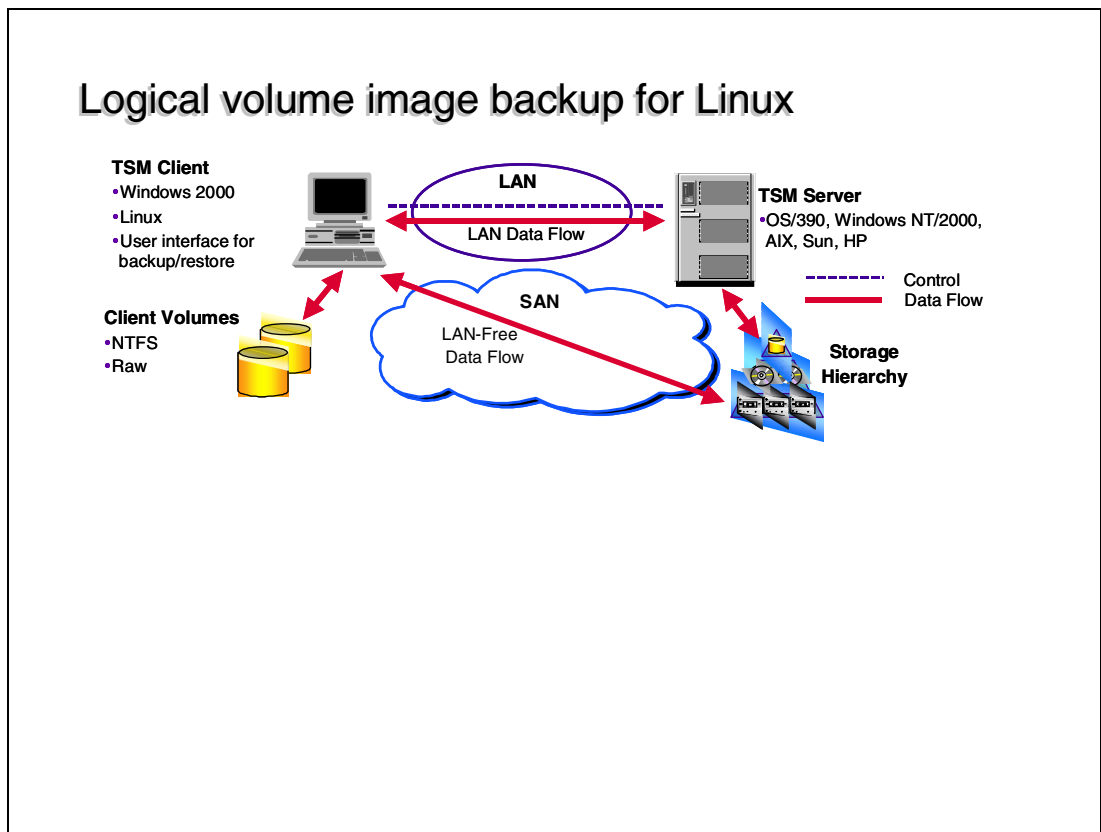 Logical volume image backup for Linux
TSM Client
•Windows 2000
•Linux
•User interface for
backup/restore
LAN
LAN Data Flow
TSM Server
•OS/390, Windows NT/2000,
AIX, Sun, HP
Control
Data Flow
Client Volumes
•NTFS
•Raw
SAN
LAN-Free
Data Flow
Storage
Hierarchy